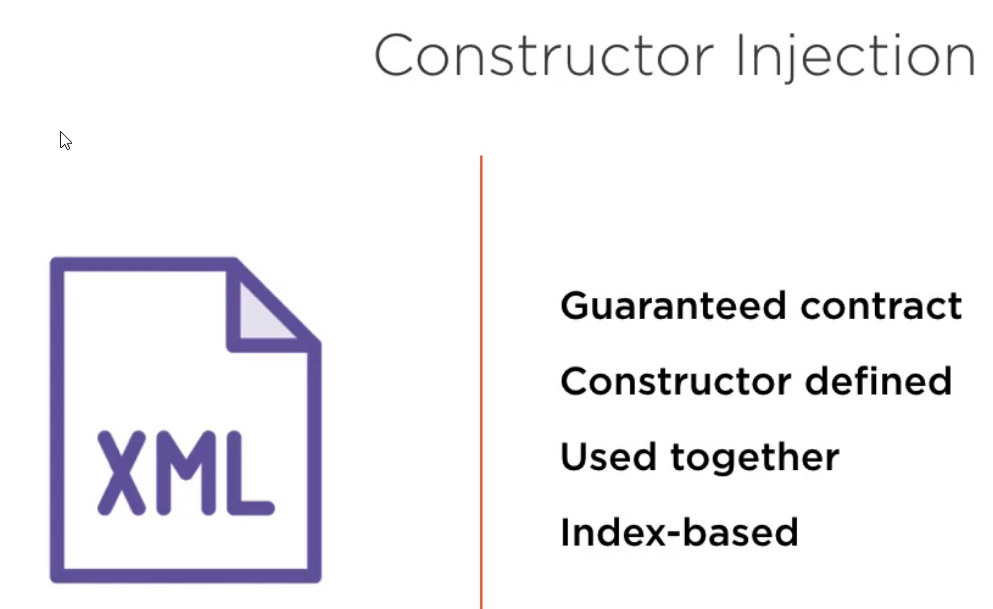 Constructor Injection
XML
Guaranteed contract
Constructor defined
Used together
Index-based